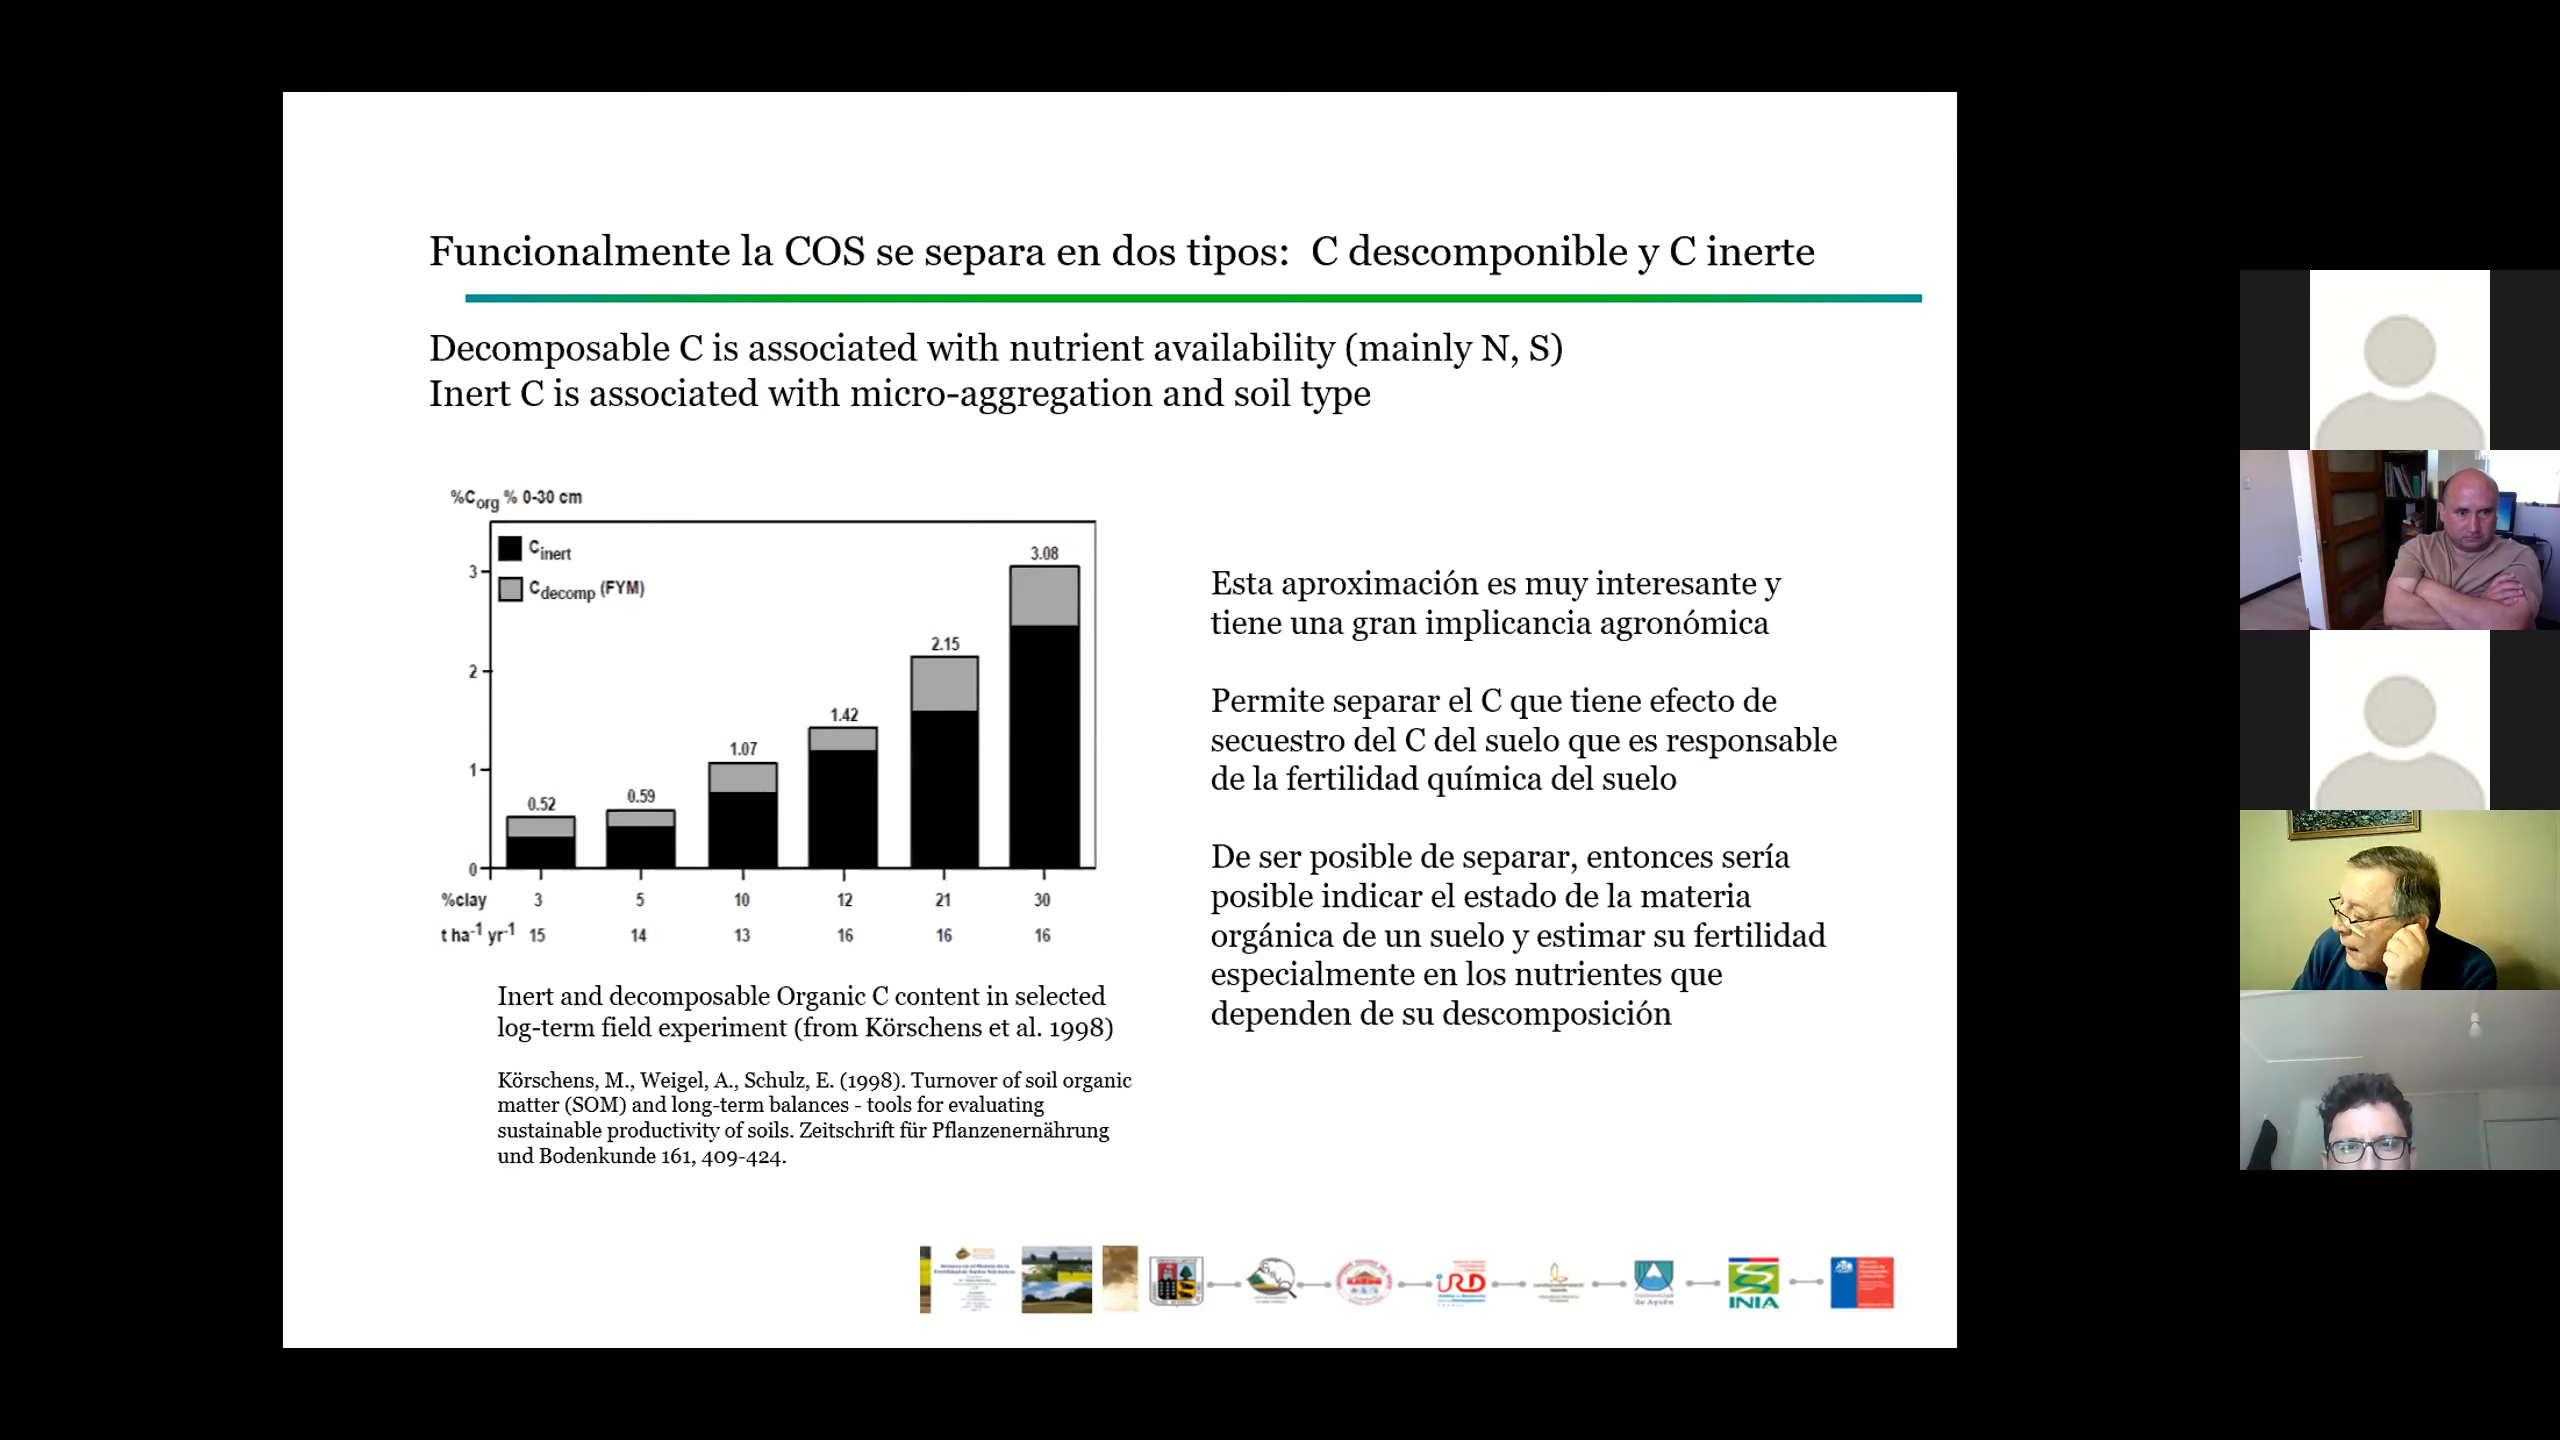 Funcionalmente la COS se separa en dos tipos:  C descomponible y C inerte
Decomposable C is associated with nutrient availability (mainly N, S)
Inert C is associated with micro-aggregation and soil type
%Corg % 0-30 cm
Cinert
Cdecomp (FYM)
3
2
1
0
0.52
0.59
1.07
1.42
2.15
3.08
%clay 3 5 10 12 21 30
t ha-1 yr-1 15 14 13 16 16 16
Inert and decomposable Organic C content in selected
log-term field experiment (from Körschens et al. 1998)
Körschens, M., Weigel, A., Schulz, E. (1998). Turnover of soil organic
matter (SOM) and long-term balances - tools for evaluating
sustainable productivity of soils. Zeitschrift für Pflanzenernährung
und Bodenkunde 161, 409-424.
Esta aproximación es muy interesante y
tiene una gran implicancia agronómica
Permite separar el C que tiene efecto de
secuestro del C del suelo que es responsable
de la fertilidad química del suelo
De ser posible de separar, entonces sería
posible indicar el estado de la materia
orgánica de un suelo y estimar su fertilidad
especialmente en los nutrientes que
dependen de su descomposición
iRD
Universidad
de Aysén
INIA